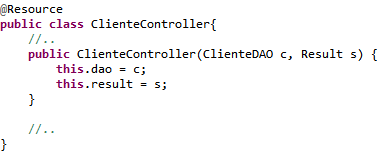 @Resource
public class ClienteController{
    //..
    public ClienteController(ClienteDAO c, Result s) {
        this.dao = c;
        this.result = s;
    }

    //..
}